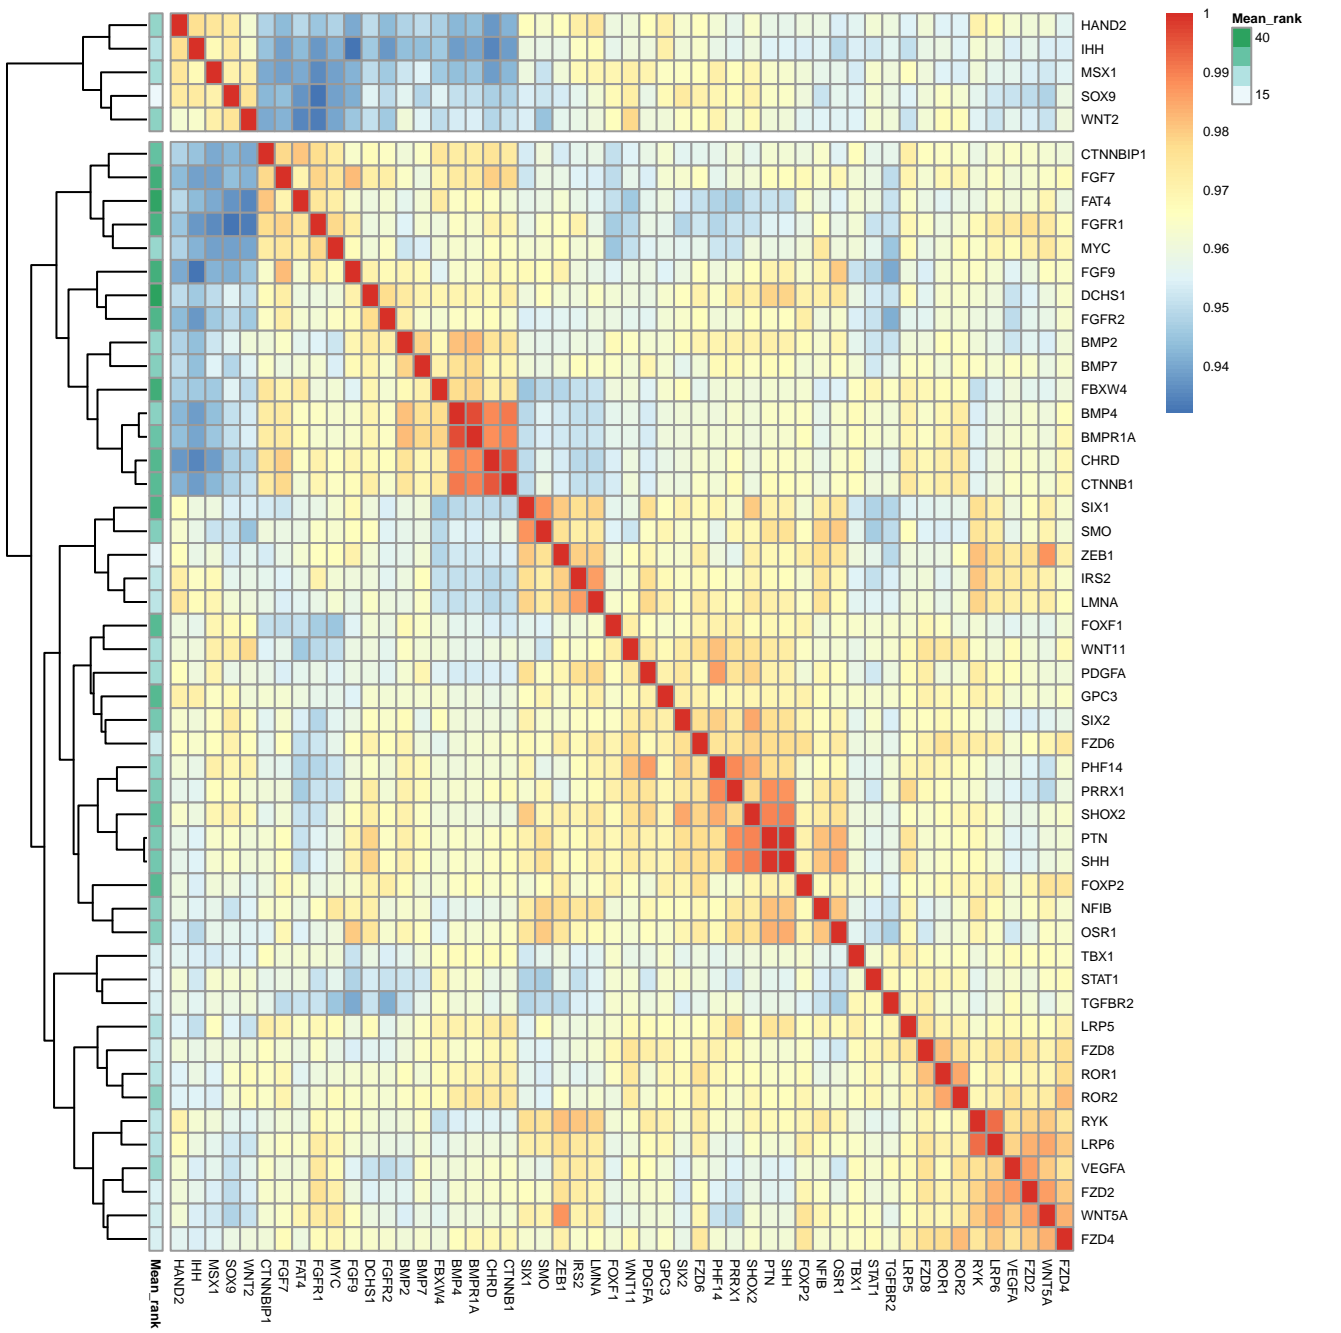 HAND2
IHH
MSX1
SOX9
WNT2
CTNNBIP1
FGF7
FAT4
FGFR1
MYC
FGF9
DCHS1
FGFR2
BMP2
BMP7
FBXW4
BMP4
BMPR1A
CHRD
CTNNB1
SIX1
SMO
ZEB1
IRS2
LMNA
FOXF1
WNT11
PDGFA
GPC3
SIX2
FZD6
PHF14
PRRX1
SHOX2
PTN
SHH
FOXP2
NFIB
OSR1
TBX1
STAT1
TGFBR2
LRP5
FZD8
ROR1
ROR2
RYK
LRP6
VEGFA
FZD2
WNT5A
FZD4
1
0.99
0.98
0.97
0.96
0.95
0.94
Mean_rank
40
15
Mean_rank
HAND2
IHH
MSX1
SOX9
WNT2
CTNNBIP1
FGF7
FAT4
FGFR1
MYC
FGF9
DCHS1
FGFR2
BMP2
BMP7
FBXW4
BMP4
BMPR1A
CHRD
CTNNB1
SIX1
SMO
ZEB1
IRS2
LMNA
FOXF1
WNT11
PDGFA
GPC3
SIX2
FZD6
PHF14
PRRX1
SHOX2
PTN
SHH
FOXP2
NFIB
OSR1
TBX1
STAT1
TGFBR2
LRP5
FZD8
ROR1
ROR2
RYK
LRP6
VEGFA
FZD2
WNT5A
FZD4